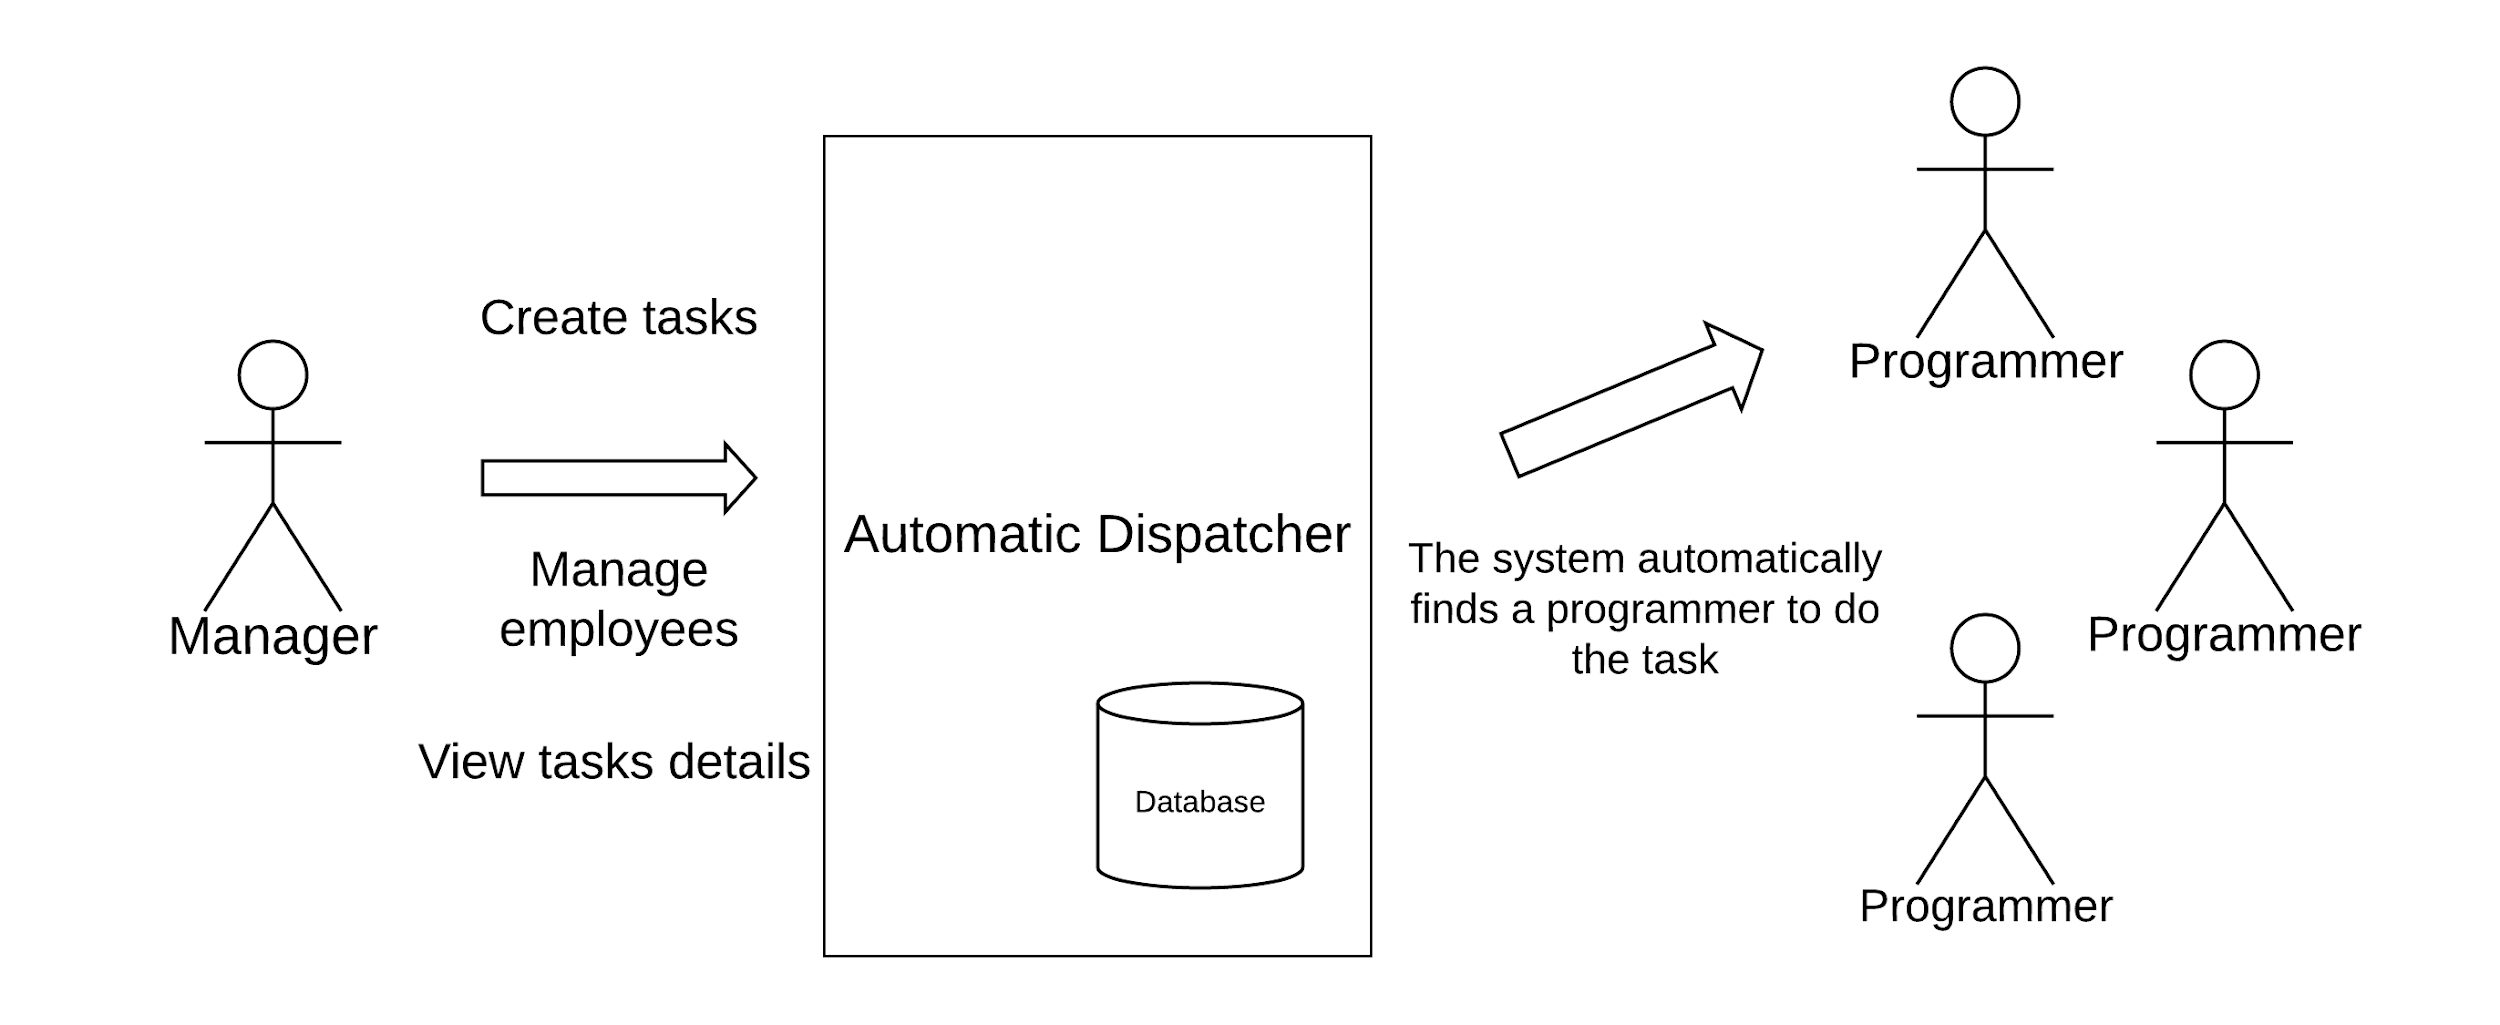 Create tasks
Manager
Manage
employees
View tasks details
Automatic Dispatcher
Database
The system automatically
finds a programmer to do
the task
Programmer
Programmer
Programmer